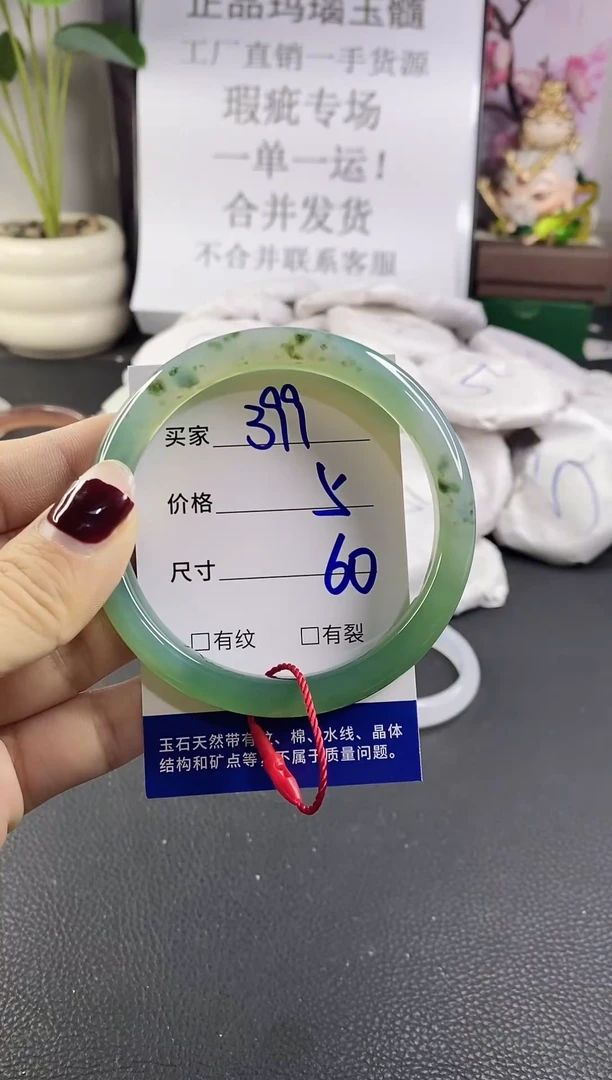 正品玛瑙玉髓
工厂直销一手货源
瑕疵专场
一单一运！
合并发货
不合并联系客服
买家 399
价格
尺寸 60
□有纹 □有裂
玉石天然带有纹、棉、水线、晶体
结构和矿点等，不属于质量问题。